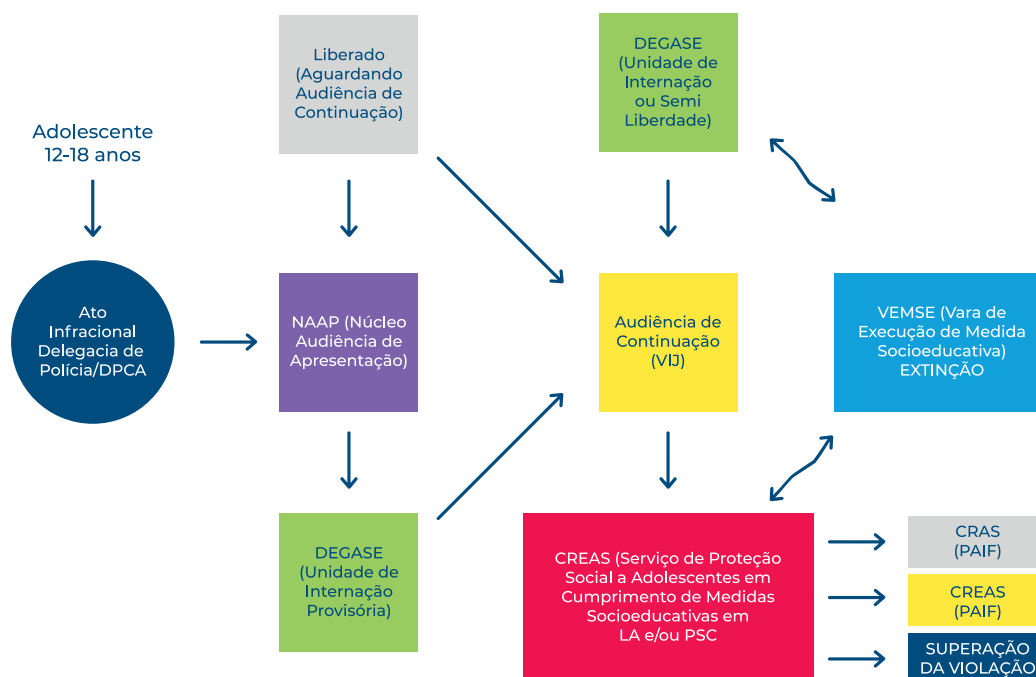 Adolescente
12-18 anos
Ato
Infracional
Delegacia de
Polícia/DPCA
Liberado
(Aguardando
Audiência de
Continuação)
NAAP (Núcleo
Audiência de
Apresentação)
DEGASE
(Unidade de
Internação
Provisória)
DEGASE
(Unidade de
Internação
ou Semi
Liberdade)
Audiência de
Continuação
(VIJ)
CREAS (Serviço de Proteção
Social a Adolescentes em
Cumprimento de Medidas
Socioeducativas em
LA e/ou PSC
VEMSE (Vara de
Execução de Medida
Socioeducativa)
EXTINÇÃO
CRAS
(PAIF)
CREAS
(PAIF)
SUPERAÇÃO
DA VIOLAÇÃO